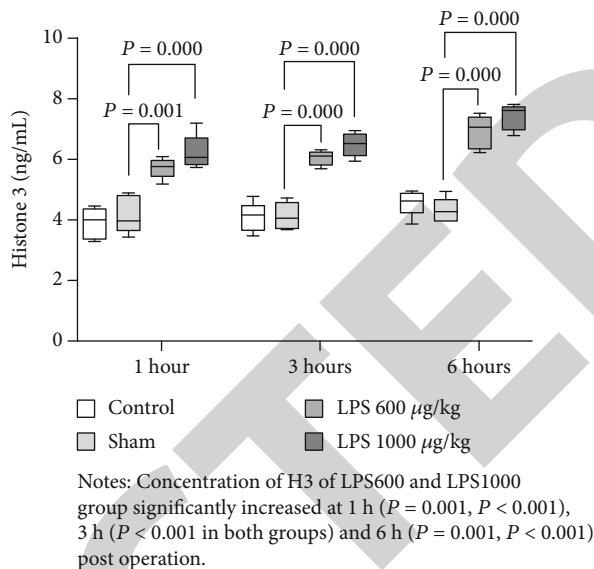 10
8
6
4
2
0
Histone 3 (ng/mL)
P = 0.000
P = 0.001
P = 0.000
P = 0.000
P = 0.000
P = 0.000
1 hour
3 hours
6 hours
Control
LPS 600 μg/kg
Sham
LPS 1000 μg/kg
Notes: Concentration of H3 of LPS600 and LPS1000
group significantly increased at 1 h (P = 0.001, P < 0.001),
3 h (P < 0.001 in both groups) and 6 h (P = 0.001, P < 0.001)
post operation.
CTED